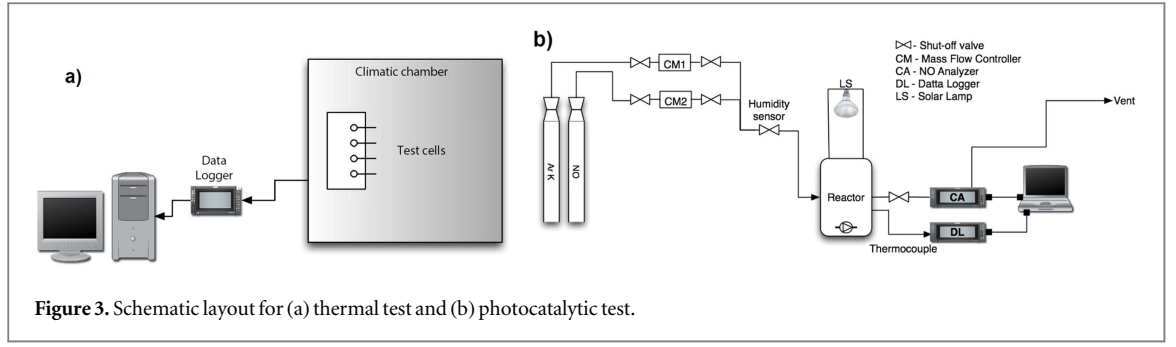 a)
Climatic chamber
Test cells
Data
Logger
b)
CM1
CM2
Ar K
NO
Humidity
sensor
LS
Reactor
Thermocouple
CA
DL
Vent
- Shut-off valve
CM - Mass Flow Controller
CA - NO Analyzer
DL - Datta Logger
LS - Solar Lamp
Figure 3. Schematic layout for (a) thermal test and (b) photocatalytic test.